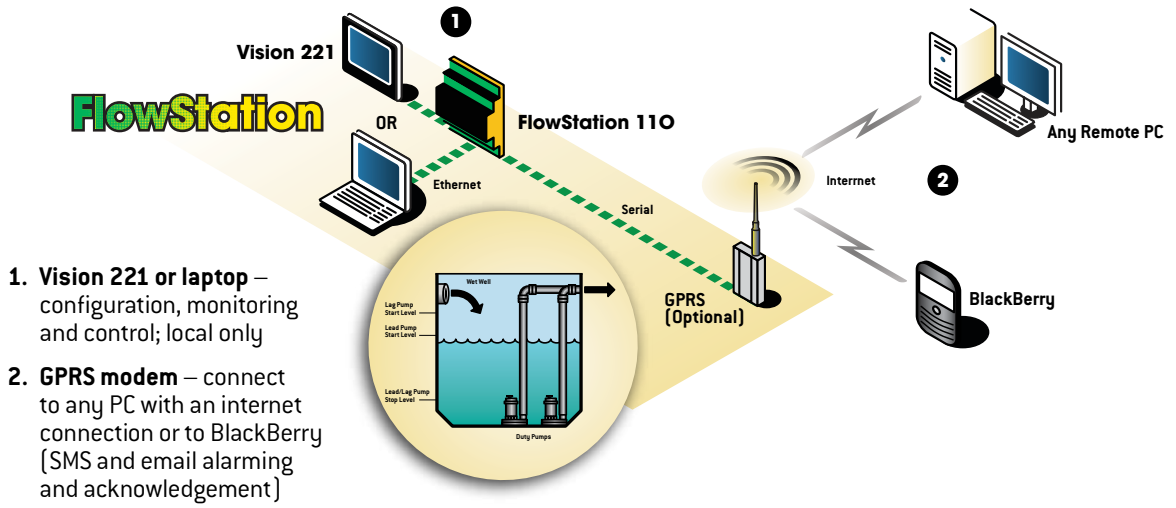 1
Vision 221
FlowStation
OR
FlowStation 110
Any Remote PC
Ethernet
Interrnet
2
Serial
1. Vision 221 or laptop –
configuration, monitoring
and control; local only
2. GPRS modem – connect
to any PC with an internet
connection or to BlackBerry
(SMS and email alarming
and acknowledgement)
Wet Well
Lag Pump
Start Level
Lead Pump
Start Level
Lead/Lag Pump
Stop Level
Duty Pumps
GPRS
(Optional)
BlackBerry